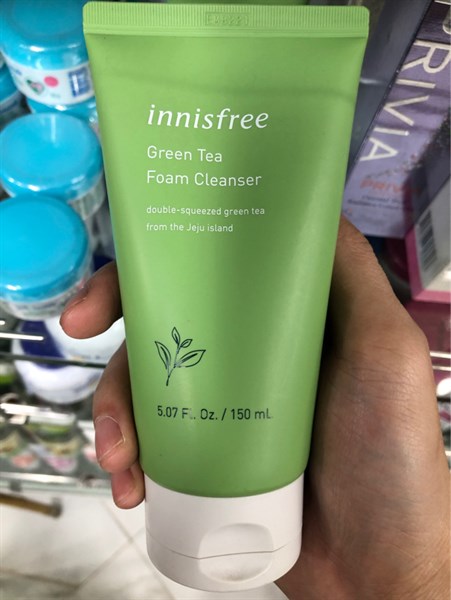 innisfree
Green Tea
Foam Cleanser
double-squeezed green tea
from the Jeju island
5.07 FL. Oz. / 150 mL
PRIVIA